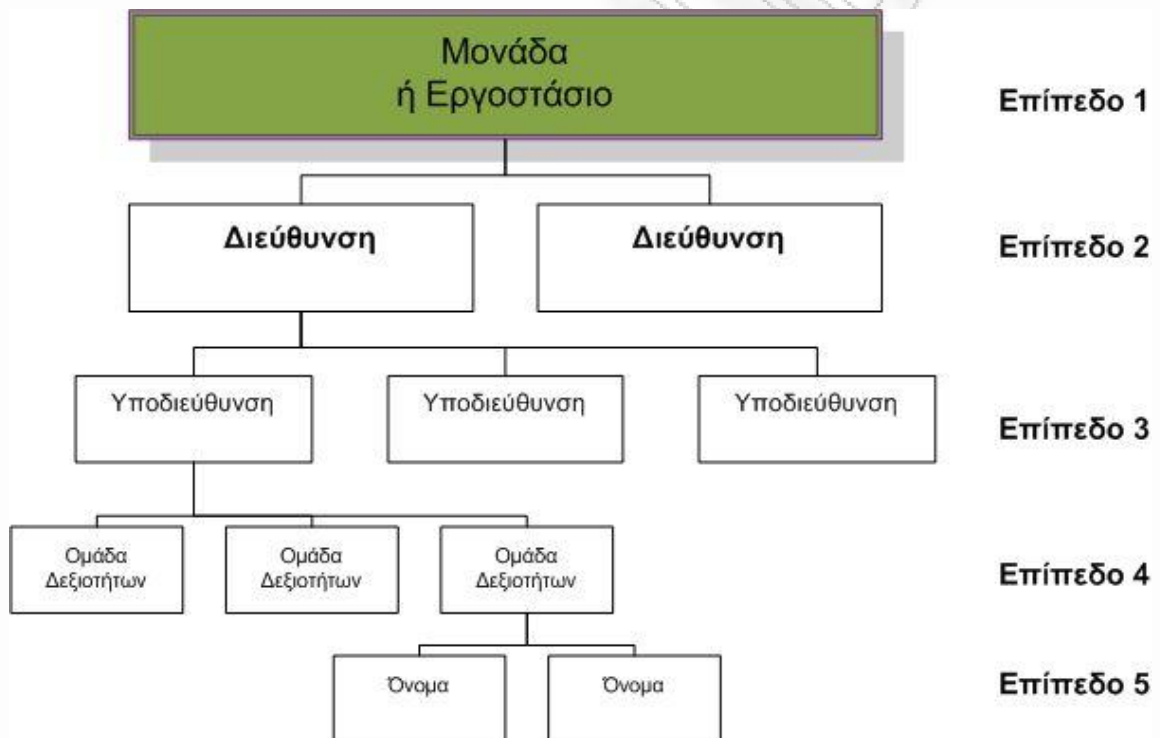 Μονάδα
ή Εργοστάσιο
Επίπεδο 1
Διεύθυνση
Διεύθυνση
Επίπεδο 2
Υποδιεύθυνση
Υποδιεύθυνση
Υποδιεύθυνση
Επίπεδο 3
Ομάδα
Δεξιοτήτων
Ομάδα
Δεξιοτήτων
Ομάδα
Δεξιοτήτων
Επίπεδο 4
Όνομα
Όνομα
Επίπεδο 5